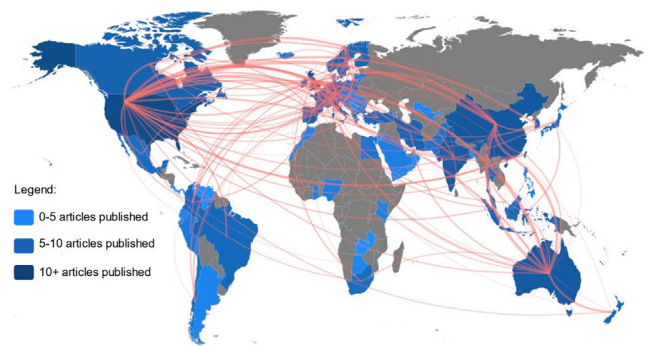 Legend:
0-5 articles published
5-10 articles published
10+ articles published